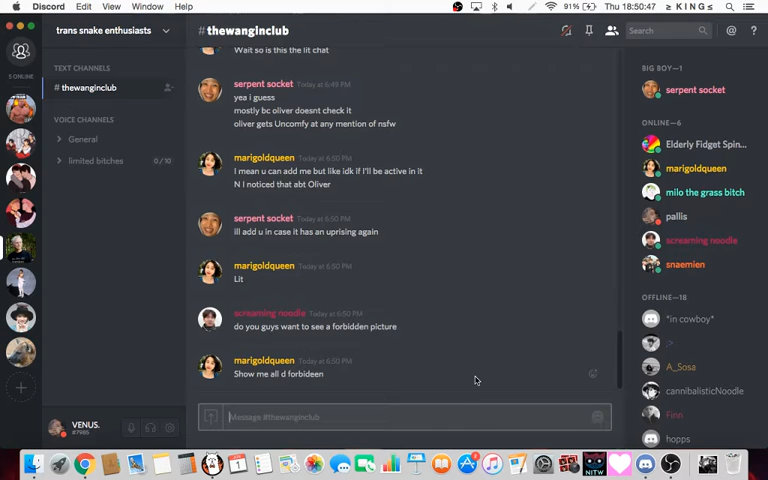 Discord Edit View Window Help
91% Thu 18:50:47 ≥ K I N G ≤
trans snake enthusiasts
# thewanginclub
Search
5 ONLINE
TEXT CHANNELS
# thewanginclub
VOICE CHANNELS
General
limited bitches 0/10
Wait so is this the lit chat
serpent socket Today at 6:49 PM
yea i guess
mostly bc oliver doesnt check it
oliver gets Uncomfy at any mention of nsfw
marigoldqueen Today at 6:50 PM
I mean u can add me but like idk if I'll be active in it
N I noticed that abt Oliver
serpent socket Today at 6:50 PM
ill add u in case it has an uprising again
marigoldqueen Today at 6:50 PM
Lit
screaming noodle Today at 6:50 PM
do you guys want to see a forbidden picture
marigoldqueen Today at 6:50 PM
Show me all d forbideen
Message #thewanginclub
VENUS.
#7985
BIG BOY—1
serpent socket
ONLINE—6
Elderly Fidget Spin...
marigoldqueen
milo the grass bitch
pallis
screaming noodle
snaemien
OFFLINE—18
*in cowboy*
:>
A_Sosa
cannibalisticNoodle
Finn
hopps
1
NITW